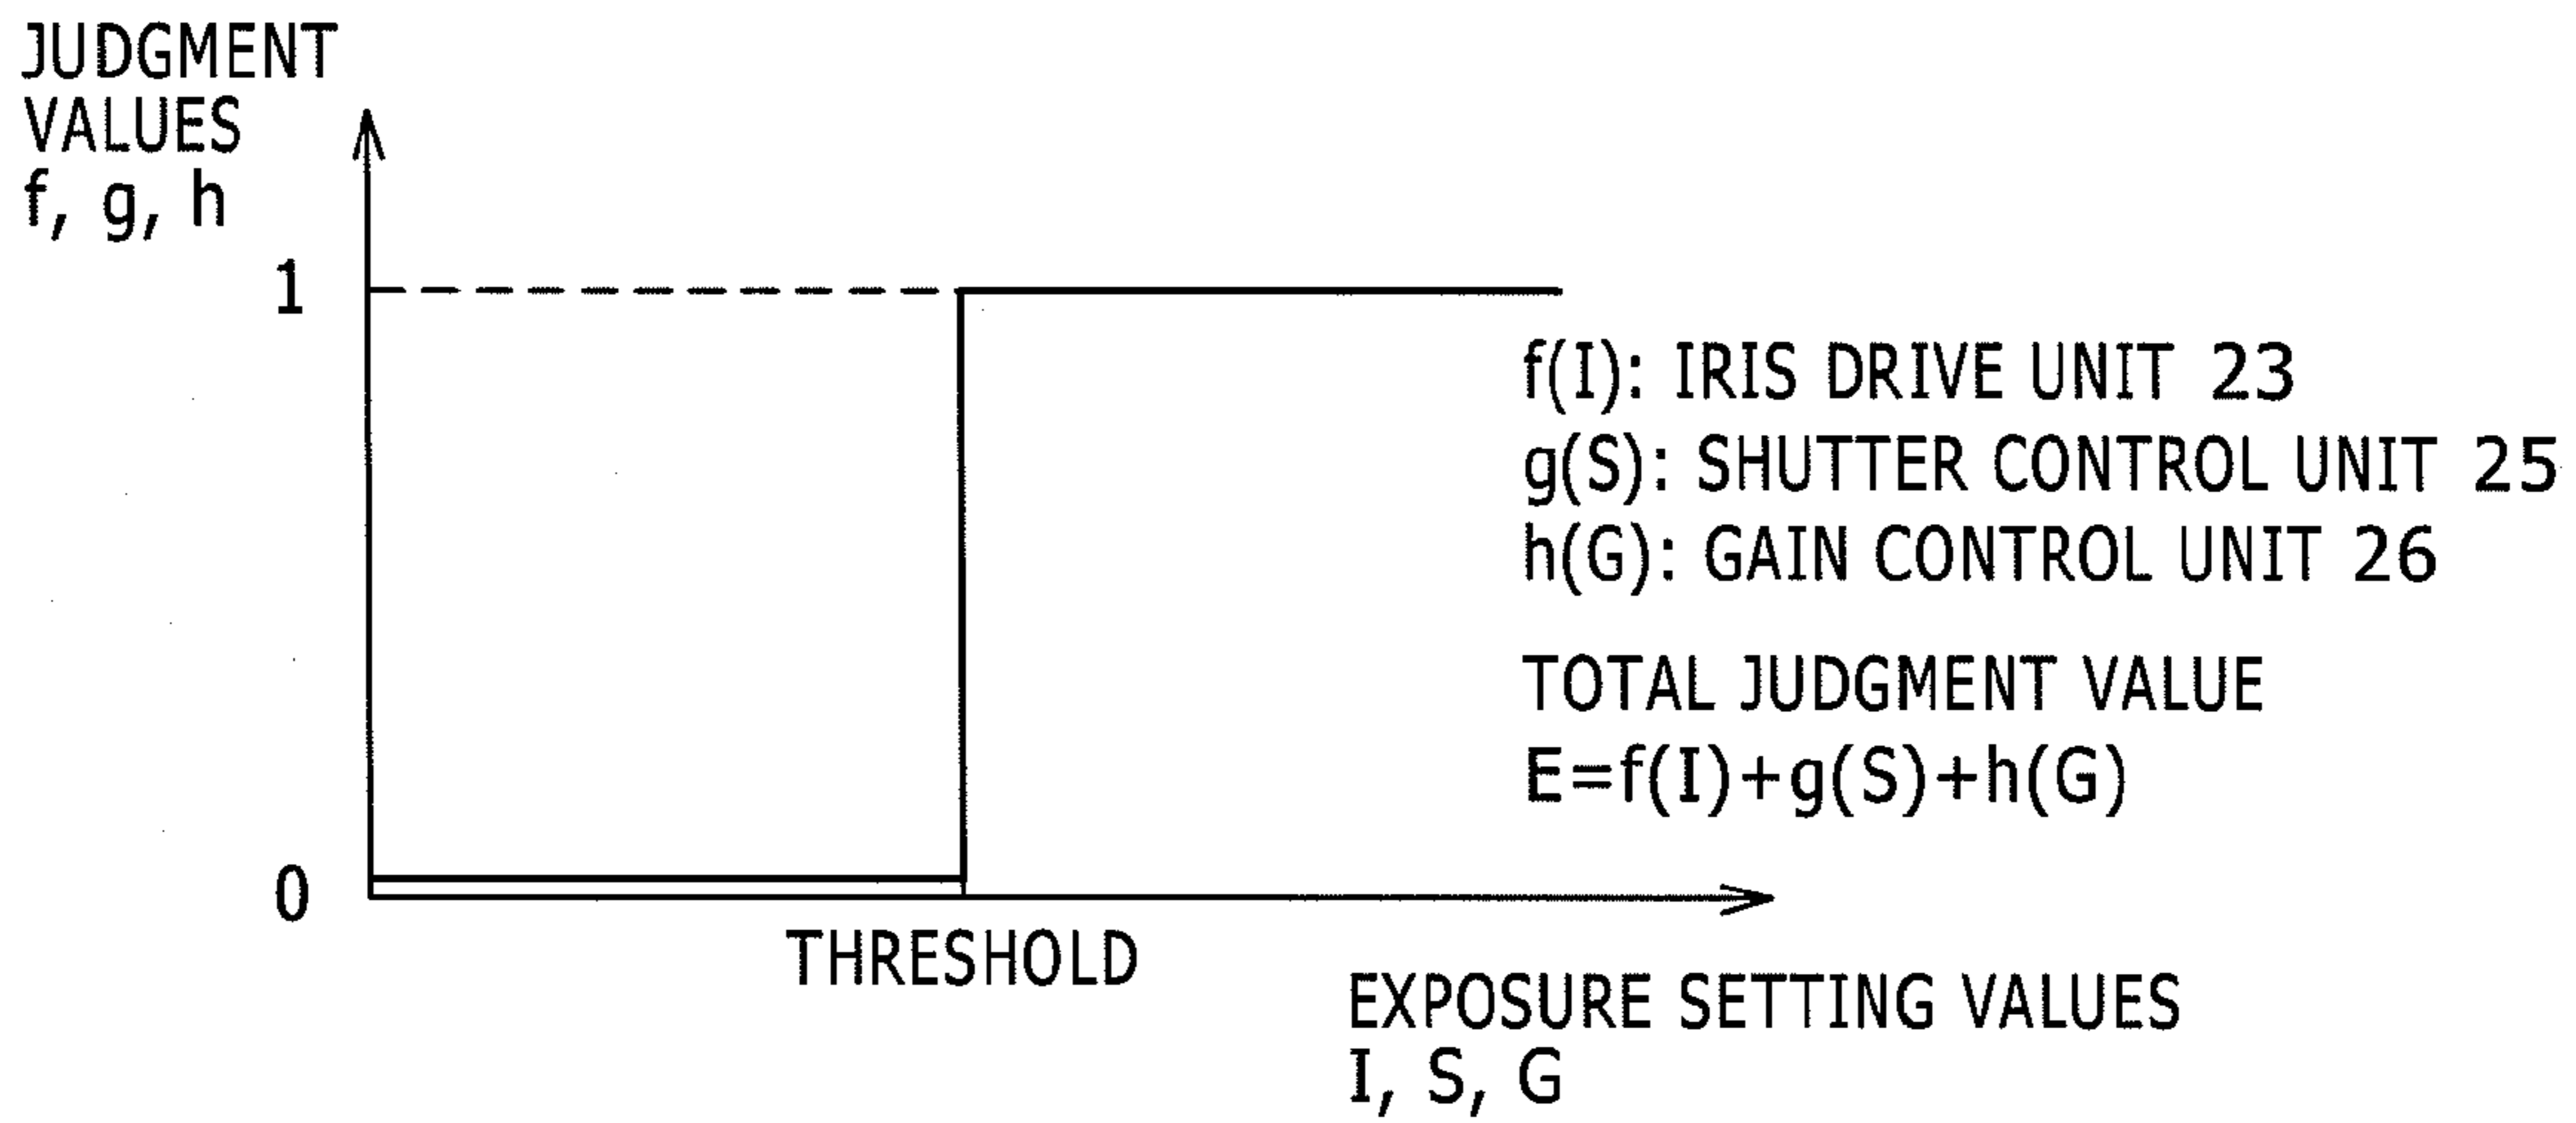 JUDGMENT
VALUES
f, g, h
1
f(I): IRIS DRIVE UNIT 23
g(S): SHUTTER CONTROL UNIT 25
h(G): GAIN CONTROL UNIT 26
TOTAL JUDGMENT VALUE
E=f(I)+g(S)+h(G)
0
THRESHOLD
EXPOSURE SETTING VALUES
I, S, G